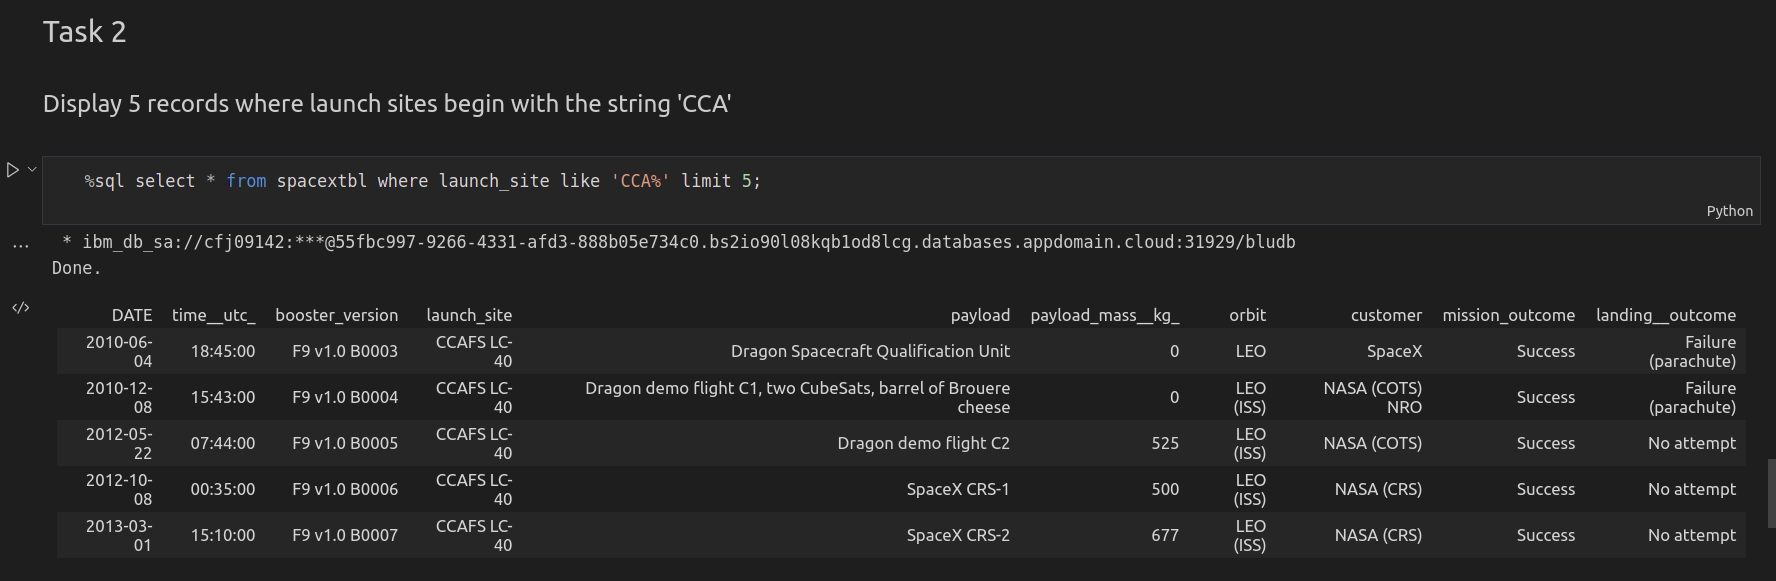 Task 2
Display 5 records where launch sites begin with the string 'CCA'
%sql select * from spacextbl where launch_site like 'CCA%' limit 5;
Python
* ibm_db_sa://cfj09142:***@55fbc997-9266-4331-afd3-888b05e734c0.bs2io90l08kqb1od8lcg.databases.appdomain.cloud:31929/bludb
Done.
DATE time__utc_ booster_version launch_site payload payload_mass__kg_ orbit customer mission_outcome landing__outcome
2010-06- CCAFS LC- Failure
18:45:00 F9 v1.0 B0003 Dragon Spacecraft Qualification Unit 0 LEO SpaceX Success
04 40 (parachute)
2010-12- CCAFS LC- Dragon demo flight C1, two CubeSats, barrel of Brouere LEO NASA (COTS) Failure
15:43:00 F9 v1.0 B0004 0 Success
08 40 cheese (ISS) NRO (parachute)
2012-05- CCAFS LC- LEO
07:44:00 F9 v1.0 B0005 Dragon demo flight C2 525 NASA (COTS) Success No attempt
22 40 (ISS)
2012-10- CCAFS LC- LEO
00:35:00 F9 v1.0 B0006 SpaceX CRS-1 500 NASA (CRS) Success No attempt
08 40 (ISS)
2013-03- CCAFS LC- LEO
15:10:00 F9 v1.0 B0007 SpaceX CRS-2 677 NASA (CRS) Success No attempt
01 40 (ISS)